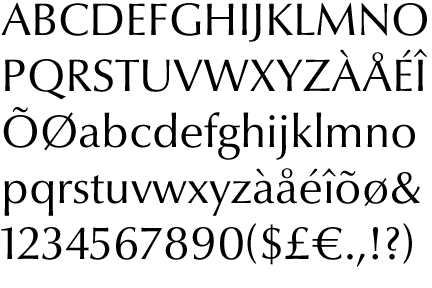 ABCDEFGHIJKLMNO
PQRSTUVWXYZÀÅÉÎ
ÕØabcdefghijklmno
pqrstuvwxyzàåéîõø&
1234567890($£€.,!?)